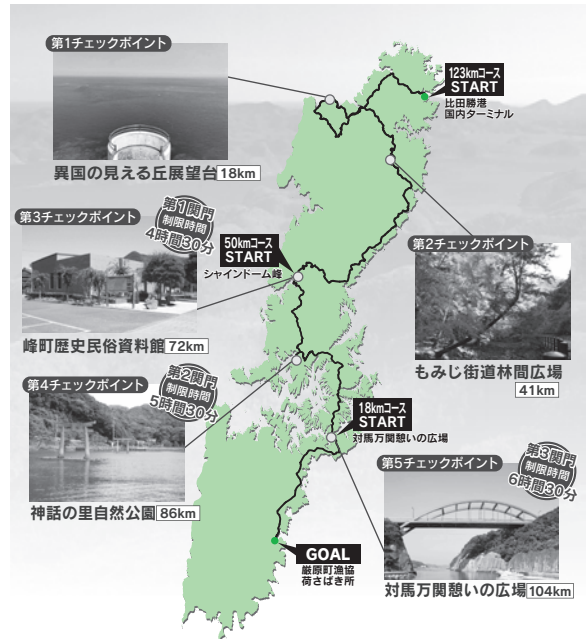 第1チェックポイント
異国の見える丘展望台 18km
123kmコース
START
比田勝港
国内ターミナル
第1関門
制限時間
4時間30分
第3チェックポイント
峰町歴史民俗資料館 72km
50kmコース
START
シャインドーム峰
第2チェックポイント
もみじ街道林間広場
41km
第2関門
制限時間
5時間30分
第4チェックポイント
神話の里自然公園 86km
18kmコース
START
対馬万関憩いの広場
第3関門
制限時間
6時間30分
第5チェックポイント
対馬万関憩いの広場 104km
GOAL
厳原町漁協
荷さばき所